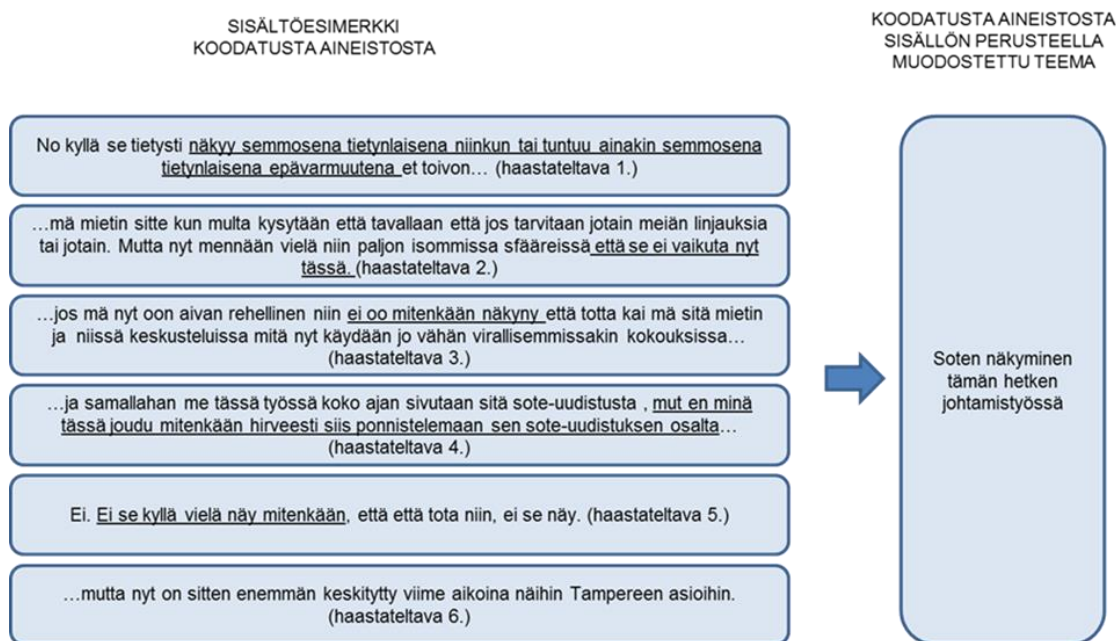 SISÄLTÖESIMERKKI
KOODATUSTA AINEISTOSTA
KOODATUSTA AINEISTOSTA
SISÄLLÖN PERUSTEELLA
MUODOSTETTU TEEMA
No kyllä se tietysti näkyy semmosena tietynlaisena niinkun tai tuntuu ainakin semmosena
tietynlaisena epävarmuutena et toivon… (haastateltava 1.)
…mä mietin sitte kun multa kysytään että tavallaan että jos tarvitaan jotain meiän linjauksia
tai jotain. Mutta nyt mennään vielä niin paljon isommissa sfääreissä että se ei vaikuta nyt
tässä. (haastateltava 2.)
…jos mä nyt oon aivan rehellinen niin ei oo mitenkään näkyny että totta kai mä sitä mietin
ja niissä keskusteluissa mitä nyt käydään jo vähän virallisemmissakin kokouksissa…
(haastateltava 3.)
…ja samallahan me tässä työssä koko ajan sivutaan sitä sote-uudistusta , mut en minä
tässä joudu mitenkään hirveesti siis ponnistelemaan sen sote-uudistuksen osalta…
(haastateltava 4.)
Ei. Ei se kyllä vielä näy mitenkään, että että tota niin, ei se näy. (haastateltava 5.)
…mutta nyt on sitten enemmän keskitytty viime aikoina näihin Tampereen asioihin.
(haastateltava 6.)
Soten näkyminen
tämän hetken
johtamistyössä